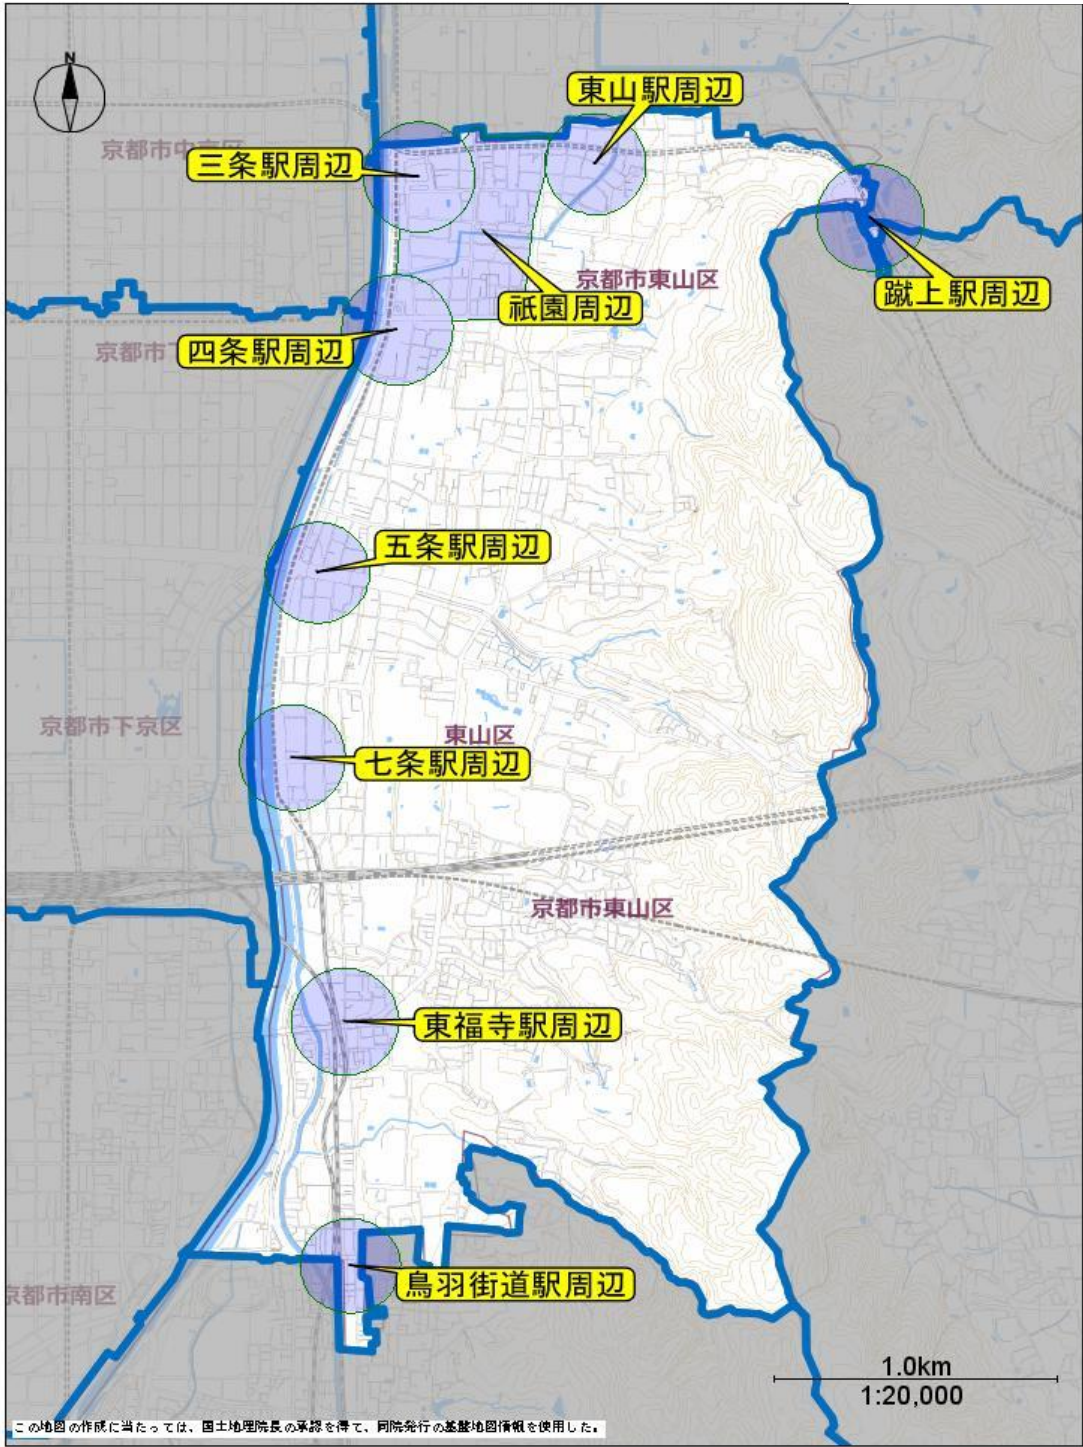 N
東山駅周辺
京都市中京区
三条駅周辺
京都市東山区
蹴上駅周辺
祇園周辺
京都市下
四条駅周辺
五条駅周辺
京都市下京区
東山区
七条駅周辺
京都市東山区
東福寺駅周辺
鳥羽街道駅周辺
京都市南区
1.0km
1:20,000
この地図の作成に当たっては、国土地理院長の承認を得て、同院発行の基盤地図情報を使用した。